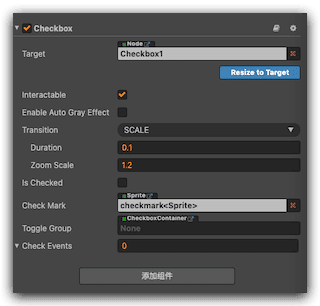 Checkbox
Node
Target Checkbox1
Resize to Target
Interactable
Enable Auto Gray Effect
Transition SCALE
Duration 0.1
Zoom Scale 1.2
Is Checked
Sprite
Check Mark checkmark<Sprite>
CheckboxContainer
Toggle Group None
Check Events 0
添加组件